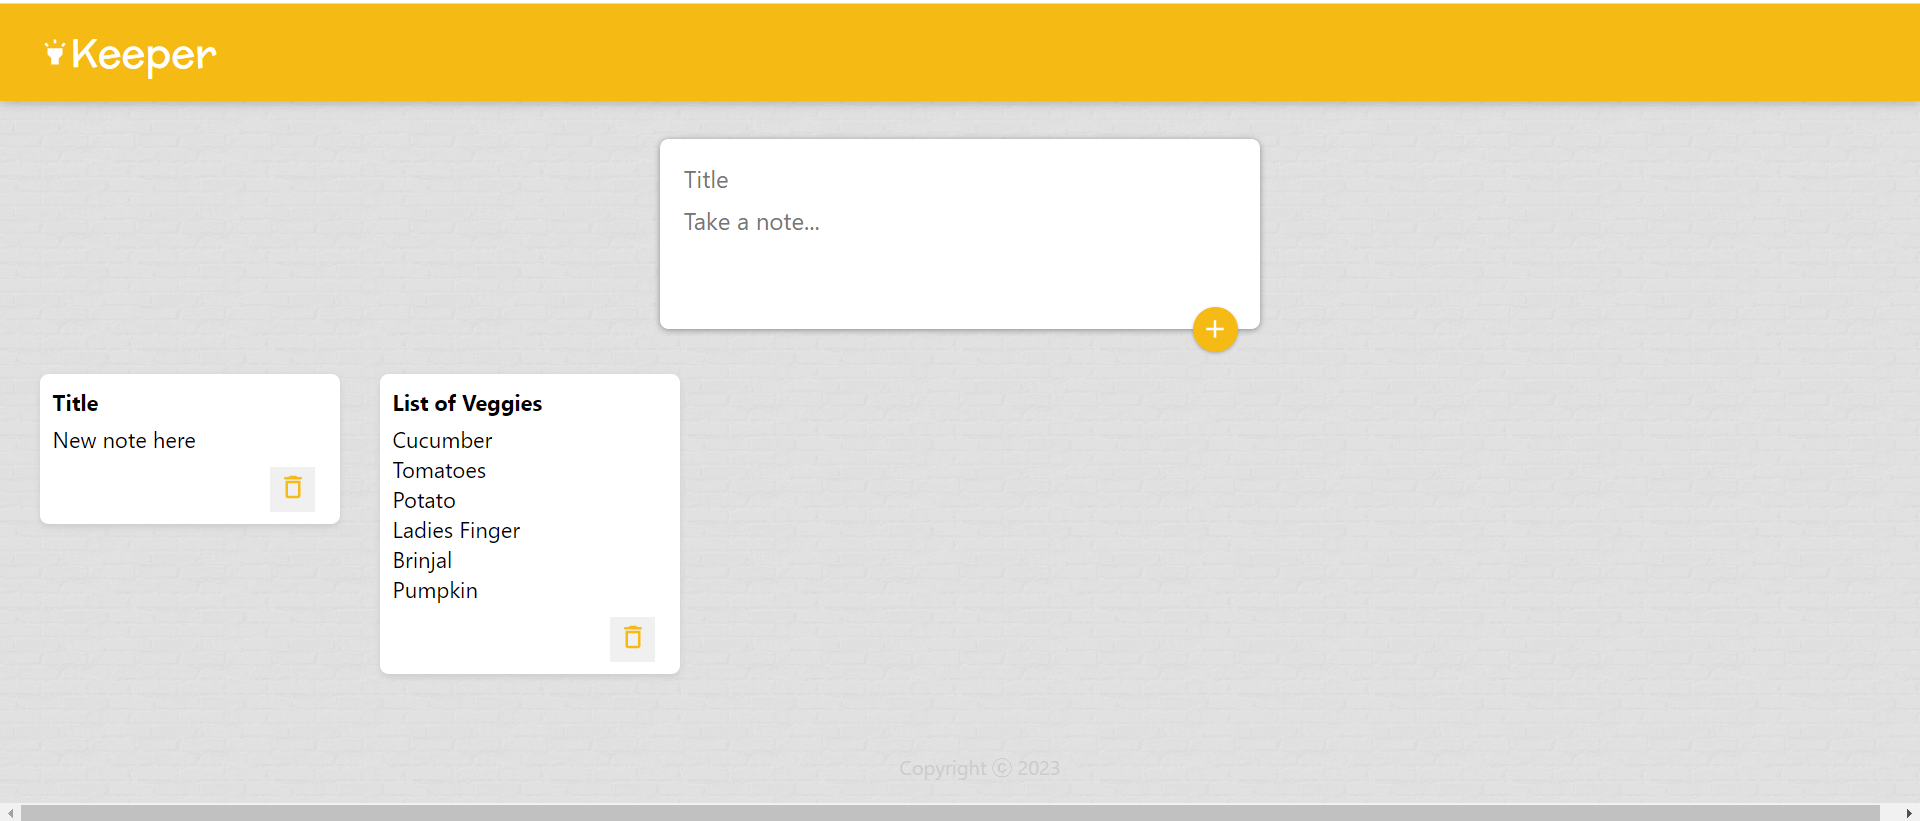 Keeper
Title
Take a note...
Title
New note here
List of Veggies
Cucumber
Tomatoes
Potato
Ladies Finger
Brinjal
Pumpkin
Copyright ⓒ 2023